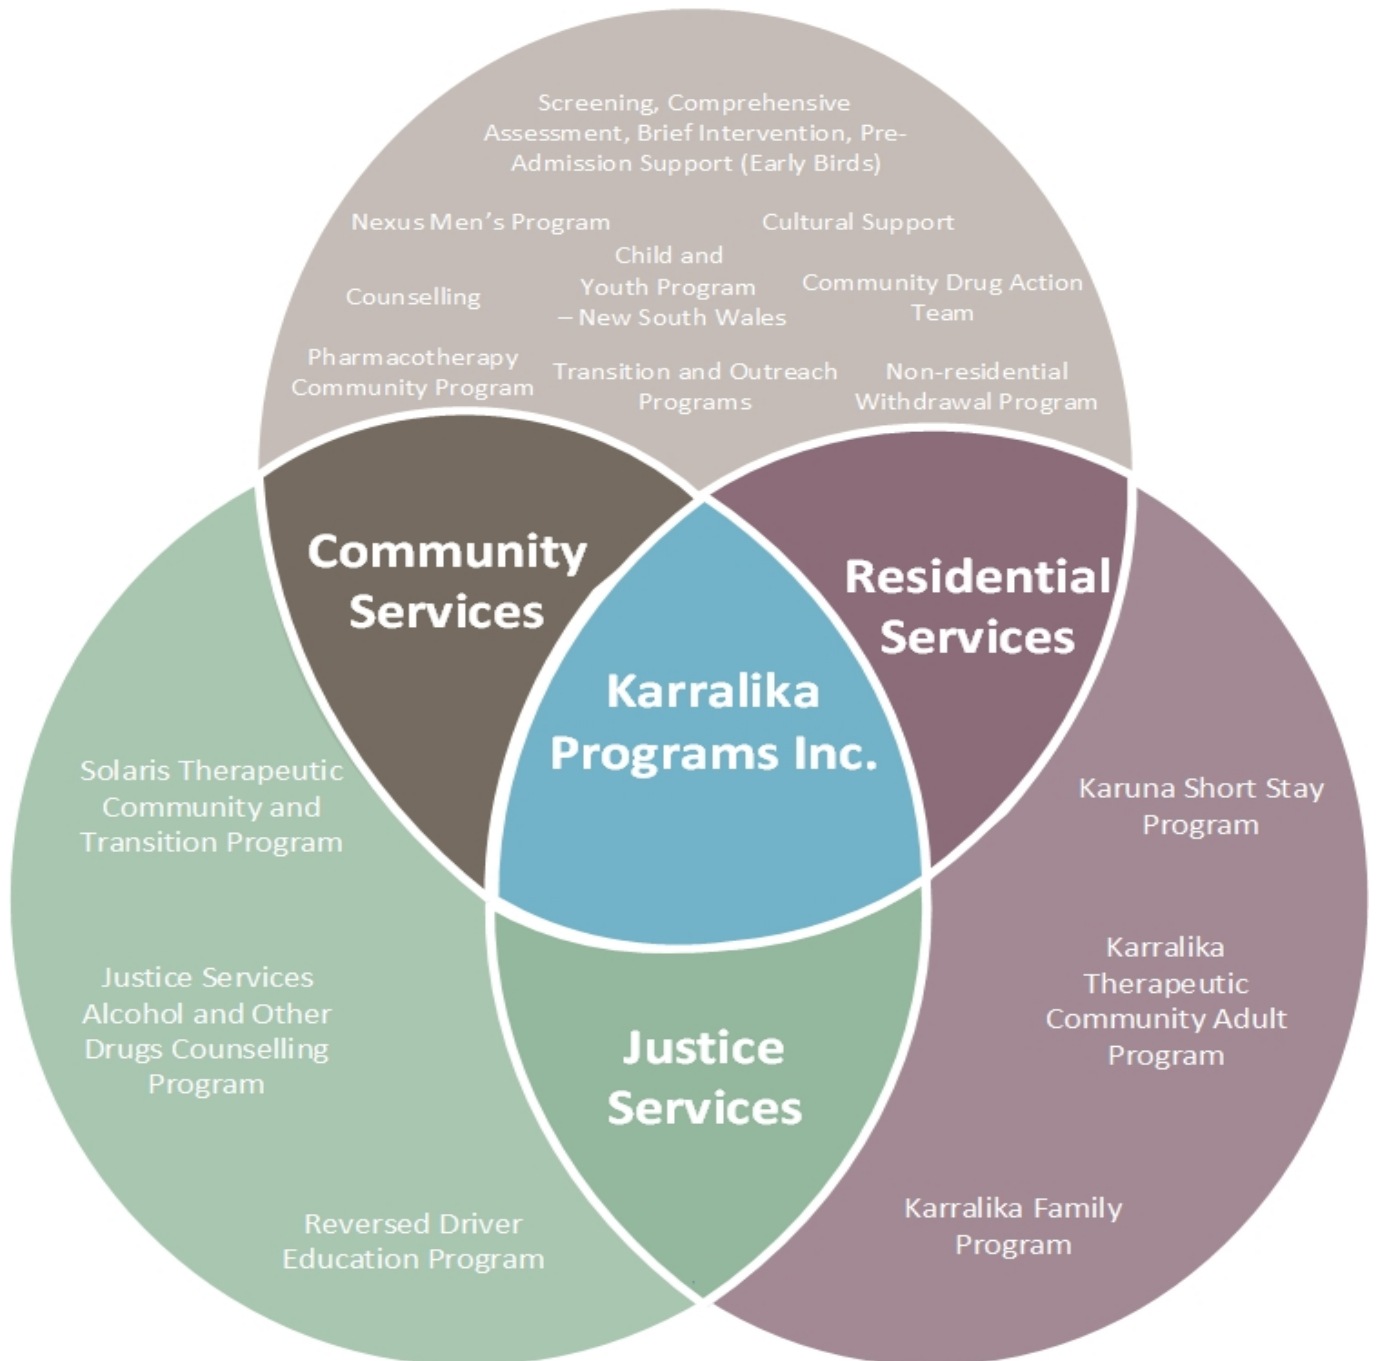 Screening, Comprehensive
Assessment, Brief Intervention, Pre-
Admission Support (Early Birds)
Nexus Men’s Program
Cultural Support
Child and
Youth Program
– New South Wales
Counselling
Community Drug Action
Team
Pharmacotherapy
Community Program
Transition and Outreach
Programs
Non-residential
Withdrawal Program
Community
Services
Residential
Services
Karralika
Programs Inc.
Solaris Therapeutic
Community and
Transition Program
Karuna Short Stay
Program
Justice Services
Alcohol and Other
Drugs Counselling
Program
Karralika
Therapeutic
Community Adult
Program
Justice
Services
Reversed Driver
Education Program
Karralika Family
Program